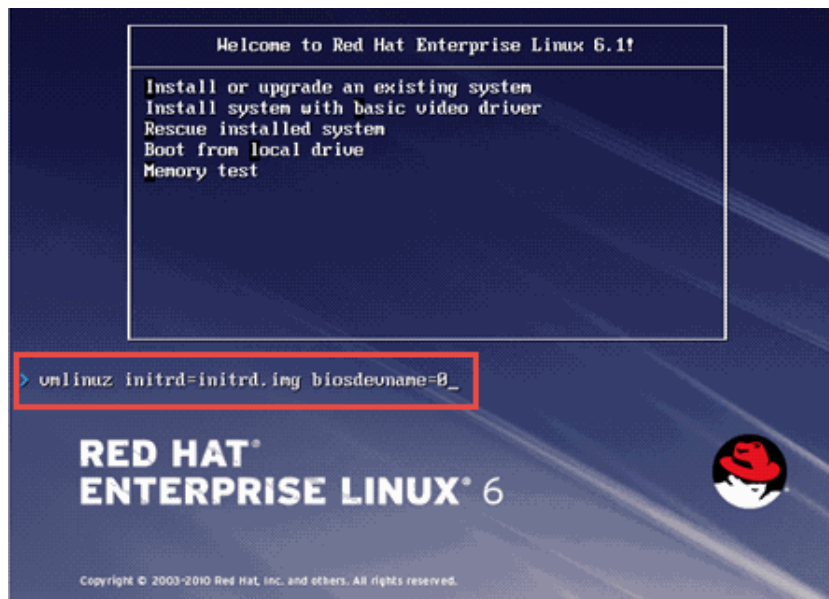 Welcome to Red Hat Enterprise Linux 6.1!
Install or upgrade an existing system
Install system with basic video driver
Rescue installed system
Boot from local drive
Memory test
> vmlinuz initrd=initrd.img biosdevname=0_
RED HAT®
ENTERPRISE LINUX® 6
Copyright © 2003-2010 Red Hat, Inc. and others. All rights reserved.